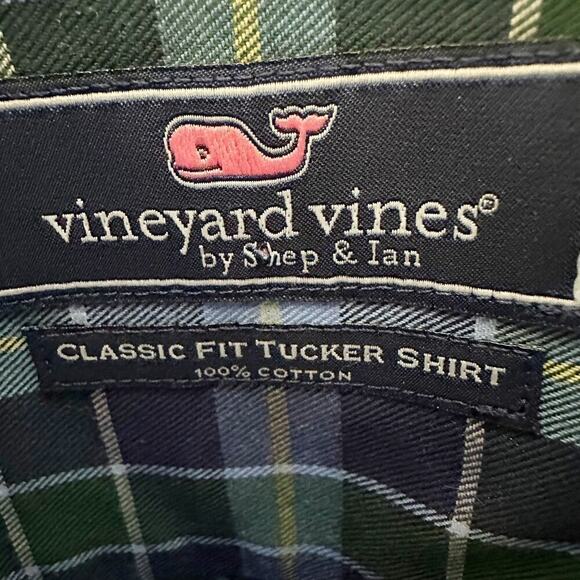 vineyard vines®
by Shep & Ian
CLASSIC FIT TUCKER SHIRT
100% COTTON